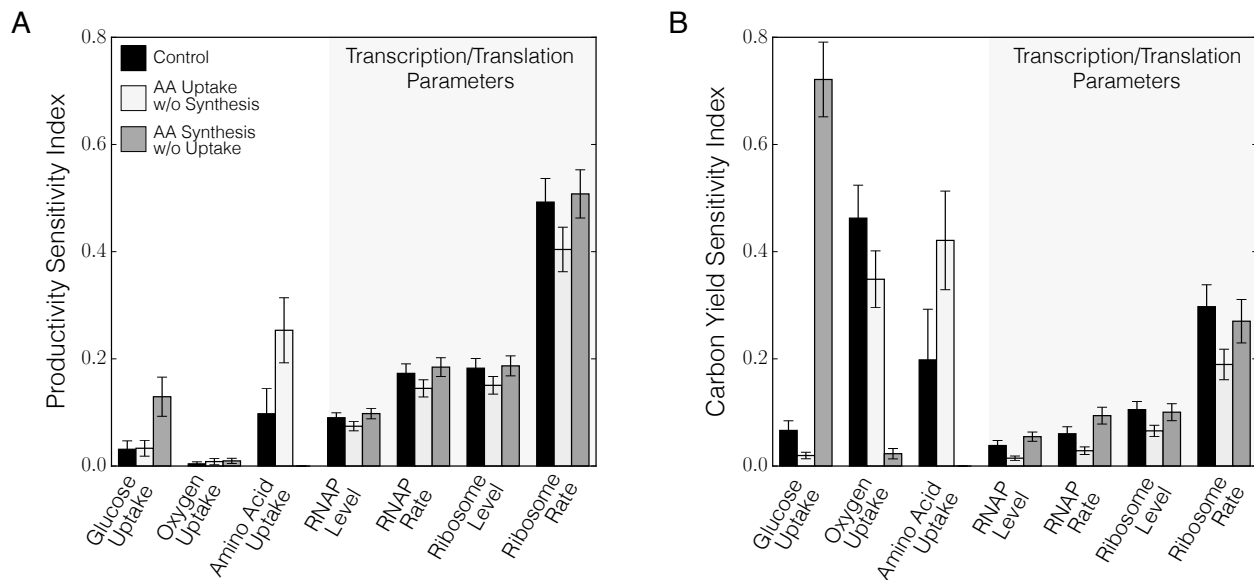 A
Productivity Sensitivity Index
0.8
0.6
0.4
0.2
0.0
Control
AA Uptake
w/o Synthesis
AA Synthesis
w/o Uptake
Transcription/Translation
Parameters
Glucose
Uptake
Oxygen
Uptake
Amino Acid
Uptake
RNAP
Level
RNAP
Rate
Ribosome
Level
Ribosome
Rate
B
Carbon Yield Sensitivity Index
0.8
0.6
0.4
0.2
0.0
Transcription/Translation
Parameters
Glucose
Uptake
Oxygen
Uptake
Amino Acid
Uptake
RNAP
Level
RNAP
Rate
Ribosome
Level
Ribosome
Rate